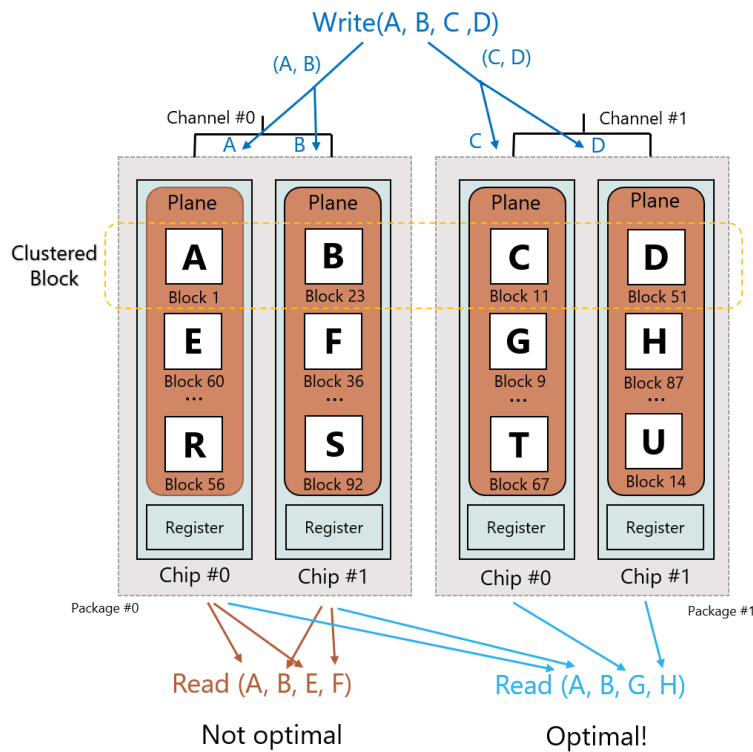 Write(A, B, C ,D)
(A, B)
(C, D)
Channel #0
Channel #1
A
B
C
D
Clustered
Block
Plane
Plane
Plane
Plane
A
B
C
D
Block 1
Block 23
Block 11
Block 51
E
F
G
H
Block 60
Block 36
Block 9
Block 87
...
...
...
...
R
S
T
U
Block 56
Block 92
Block 67
Block 14
Register
Register
Register
Register
Chip #0
Chip #1
Chip #0
Chip #1
Package #0
Package #1
Read (A, B, E, F)
Read (A, B, G, H)
Not optimal
Optimal!